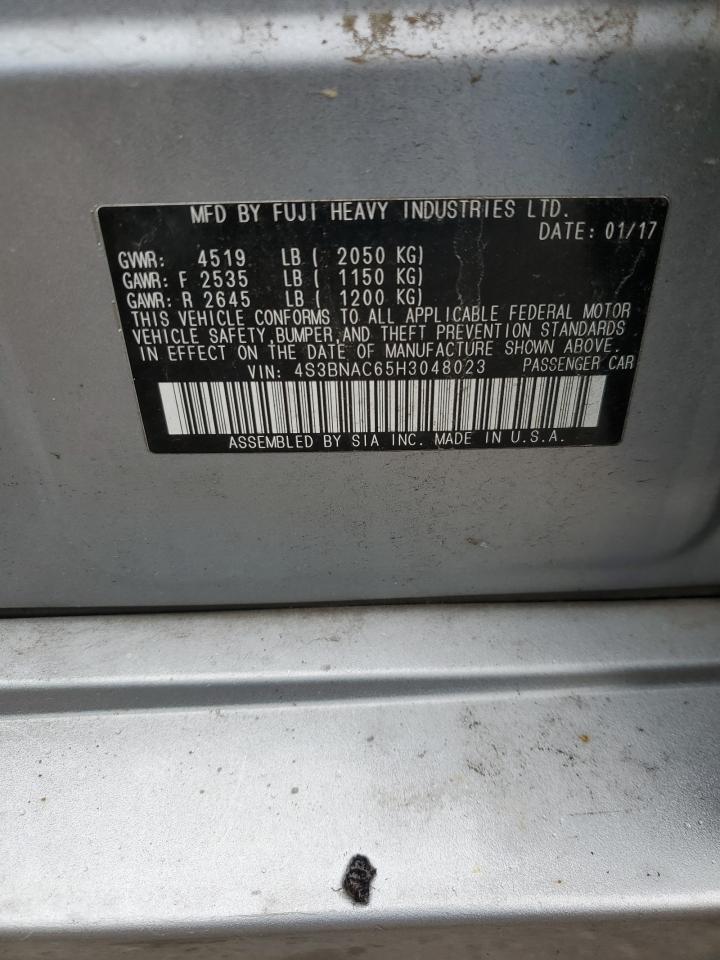 MFD BY FUJI HEAVY INDUSTRIES LTD.
DATE: 01/17
GVWR: 4519 LB ( 2050 KG)
GAWR: F 2535 LB ( 1150 KG)
GAWR: R 2645 LB ( 1200 KG)
THIS VEHICLE CONFORMS TO ALL APPLICABLE FEDERAL MOTOR
VEHICLE SAFETY, BUMPER, AND THEFT PREVENTION STANDARDS
IN EFFECT ON THE DATE OF MANUFACTURE SHOWN ABOVE.
VIN: 4S3BNAC65H3048023 PASSENGER CAR
ASSEMBLED BY SIA INC. MADE IN U.S.A.